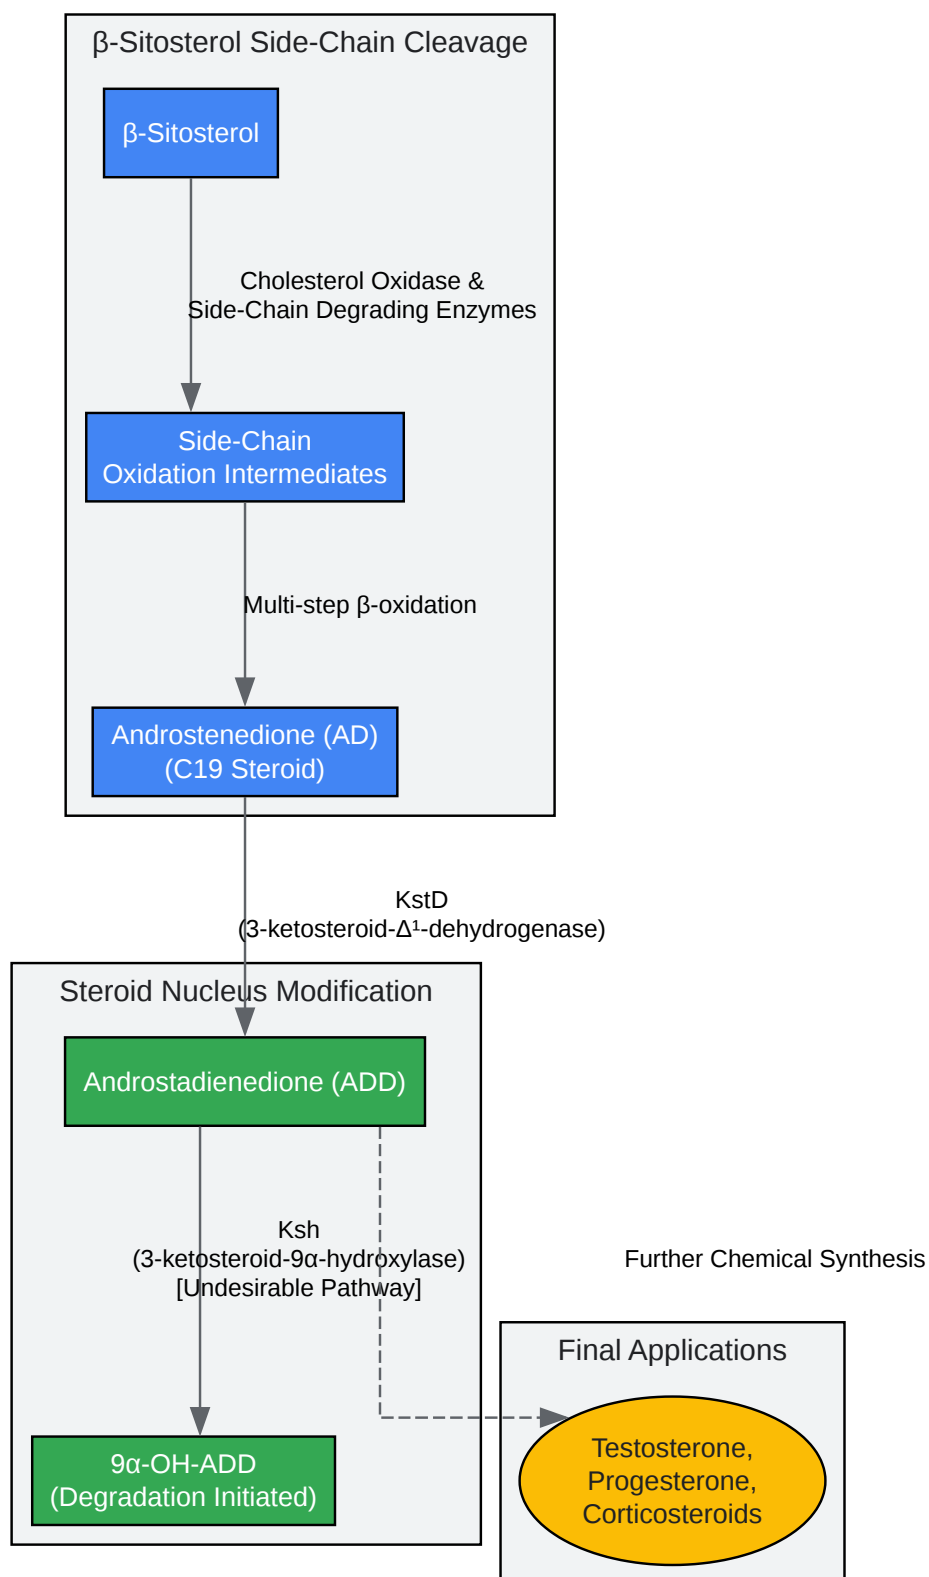 β-Sitosterol Side-Chain Cleavage
β-Sitosterol
Cholesterol Oxidase &
Side-Chain Degrading Enzymes
Side-Chain
Oxidation Intermediates
Multi-step β-oxidation
Androstenedione (AD)
(C19 Steroid)
KstD
(3-ketosteroid-Δ¹-dehydrogenase)
Steroid Nucleus Modification
Androstadienedione (ADD)
Ksh
(3-ketosteroid-9α-hydroxylase)
[Undesirable Pathway]
Further Chemical Synthesis
9α-OH-ADD
(Degradation Initiated)
Final Applications
Testosterone,
Progesterone,
Corticosteroids